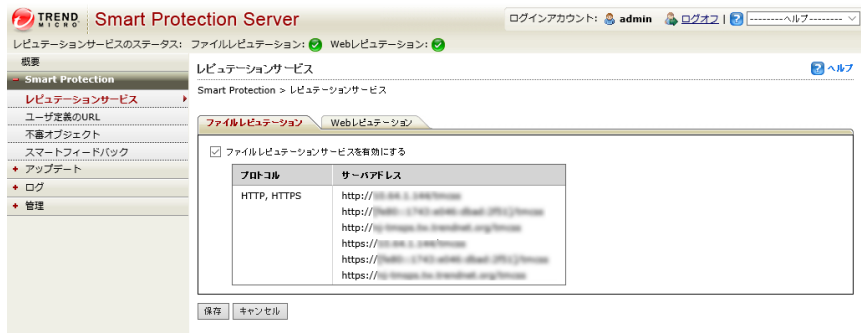 TREND MICRO Smart Protection Server ログインアカウント: admin ログオフ | --------ヘルプ--------
レピュテーションサービスのステータス: ファイルレピュテーション: Webレピュテーション:
概要
Smart Protection
レピュテーションサービス
ユーザ定義のURL
不審オブジェクト
スマートフィードバック
+ アップデート
+ ログ
+ 管理
レピュテーションサービス ヘルプ
Smart Protection > レピュテーションサービス
ファイルレピュテーション Webレピュテーション
ファイルレピュテーションサービスを有効にする
プロトコル サーバアドレス
HTTP, HTTPS http://
http://
http://
https://
https://
https://
保存 キャンセル